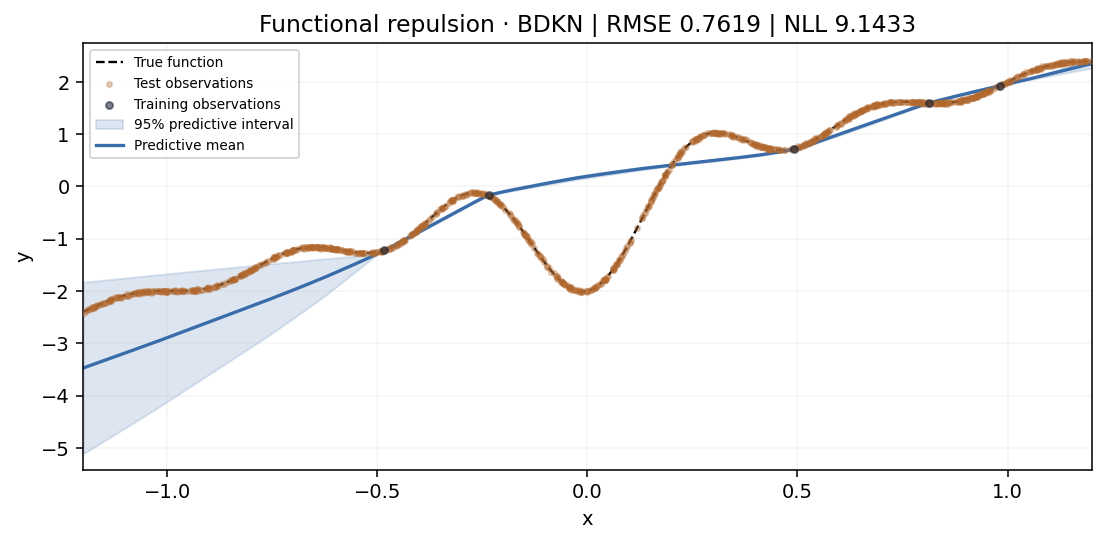 Functional repulsion · BDKN | RMSE 0.7619 | NLL 9.1433
True function
Test observations
Training observations
95% predictive interval
Predictive mean
y
2
1
0
−1
−2
−3
−4
−5
−1.0
−0.5
0.0
0.5
1.0
x